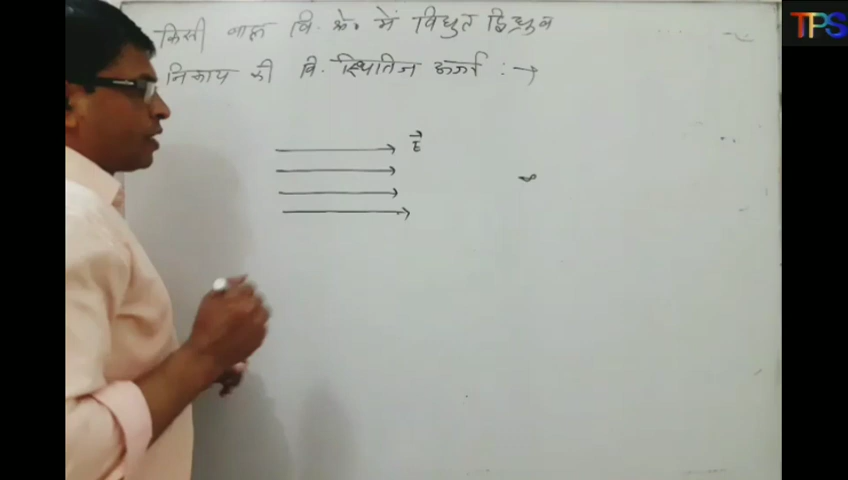 किसी बाह्य वि. क्षे. में विधुत द्विध्रुव
निकाय की वि. स्थितिज ऊर्जा : →
E
TPS